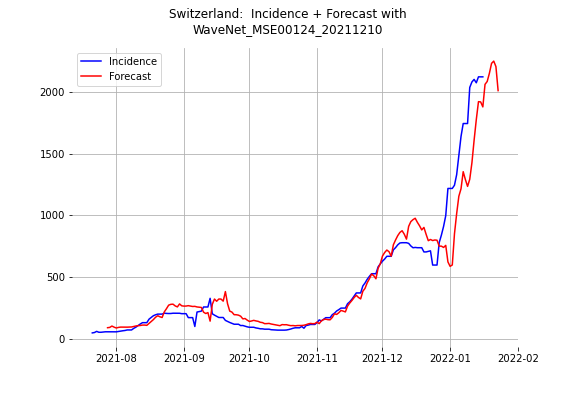 Switzerland:  Incidence + Forecast with
WaveNet_MSE00124_20211210
Incidence
Forecast
2000
1500
1000
500
0
2021-08 2021-09 2021-10 2021-11 2021-12 2022-01 2022-02